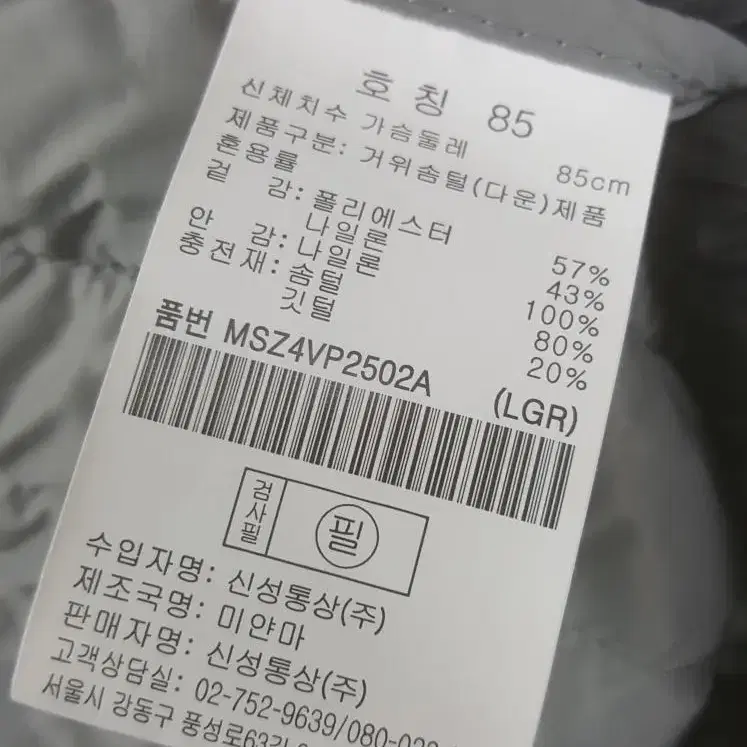 호 칭 85
신체치수 가슴둘레 85cm
제품구분: 거위솜털(다운)제품
혼용률
겉 감: 폴리에스터 57%
나일론 43%
안 감: 나일론 100%
충전재: 솜털 80%
깃털 20%
품번 MSZ4VP2502A (LGR)
검사필 필
수입자명: 신성통상(주)
제조국명: 미얀마
판매자명: 신성통상(주)
고객상담실: 02-752-9639/080-020
서울시 강동구 풍성로63길